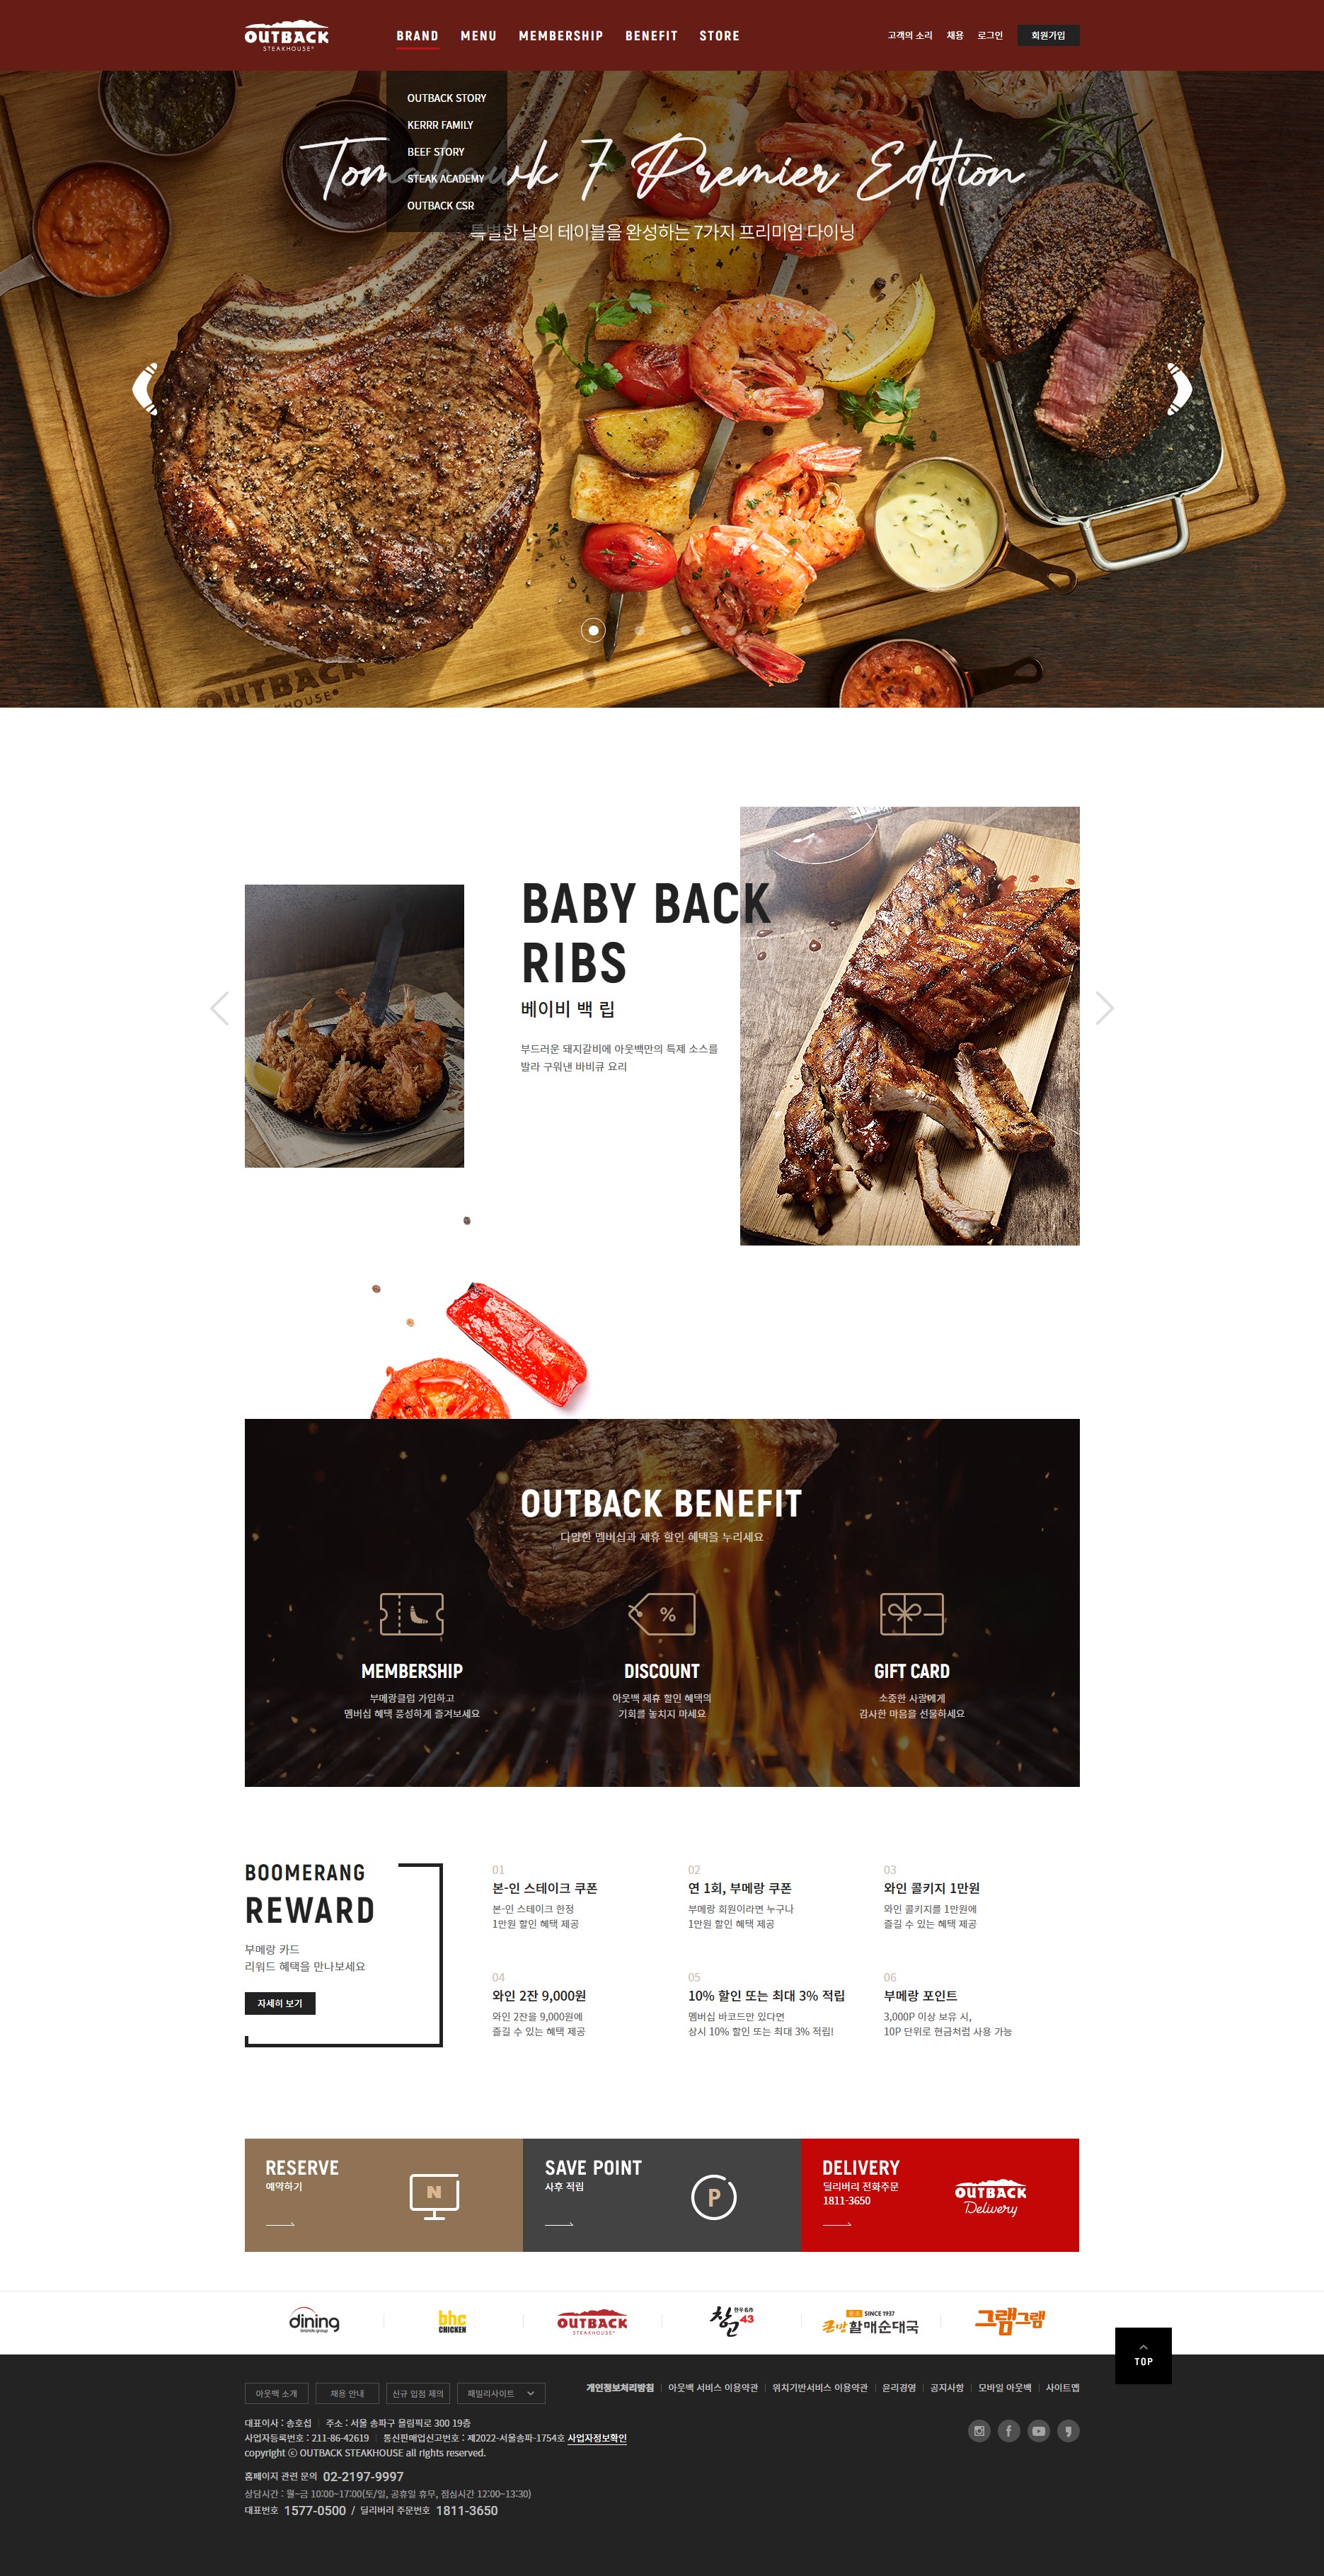 OUTBACK
STEAKHOUSE
BRAND
MENU
MEMBERSHIP
BENEFIT
STORE
고객의 소리
채용
로그인
회원가입
OUTBACK STORY
KERRR FAMILY
BEEF STORY
STEAK ACADEMY
OUTBACK CSR
Tomahawk 7 Premier Edition
특별한 날의 테이블을 완성하는 7가지 프리미엄 다이닝
OUTBACK
BABY BACK
RIBS
베이비 백 립
부드러운 돼지갈비에 아웃백만의 특제 소스를
발라 구워낸 바비큐 요리
OUTBACK BENEFIT
다양한 멤버십과 제휴 할인 혜택을 누리세요
%
MEMBERSHIP
부메랑클럽 가입하고
멤버십 혜택 풍성하게 즐겨보세요
DISCOUNT
아웃백 제휴 할인 혜택의
기회를 놓치지 마세요
GIFT CARD
소중한 사람에게
감사한 마음을 선물하세요
BOOMERANG
REWARD
부메랑 카드
리워드 혜택을 만나보세요
자세히 보기
01
본-인 스테이크 쿠폰
본-인 스테이크 한정
1만원 할인 혜택 제공
02
연 1회, 부메랑 쿠폰
부메랑 회원이라면 누구나
1만원 할인 혜택 제공
03
와인 콜키지 1만원
와인 콜키지를 1만원에
즐길 수 있는 혜택 제공
04
와인 2잔 9,000원
와인 2잔을 9,000원에
즐길 수 있는 혜택 제공
05
10% 할인 또는 최대 3% 적립
멤버십 바코드만 있다면
상시 10% 할인 또는 최대 3% 적립!
06
부메랑 포인트
3,000P 이상 보유 시,
10P 단위로 현금처럼 사용 가능
RESERVE
예약하기
N
SAVE POINT
사후 적립
P
DELIVERY
딜리버리 전화주문
1811-3650
OUTBACK
Delivery
dining
brands group
bhc
CHICKEN
OUTBACK
STEAKHOUSE
창고 43
SINCE 1937
큰맘할매순대국
그램그램
TOP
아웃백 소개
채용 안내
신규 입점 제의
패밀리사이트
개인정보처리방침
아웃백 서비스 이용약관
위치기반서비스 이용약관
윤리경영
공지사항
모바일 아웃백
사이트맵
대표이사 : 송호섭 주소 : 서울 송파구 올림픽로 300 19층
사업자등록번호 : 211-86-42619 통신판매업신고번호 : 제2022-서울송파-1754호 사업자정보확인
copyright ⓒ OUTBACK STEAKHOUSE all rights reserved.
홈페이지 관련 문의 02-2197-9997
상담시간 : 월~금 10:00~17:00(토/일, 공휴일 휴무, 점심시간 12:00~13:30)
대표번호 1577-0500 / 딜리버리 주문번호 1811-3650